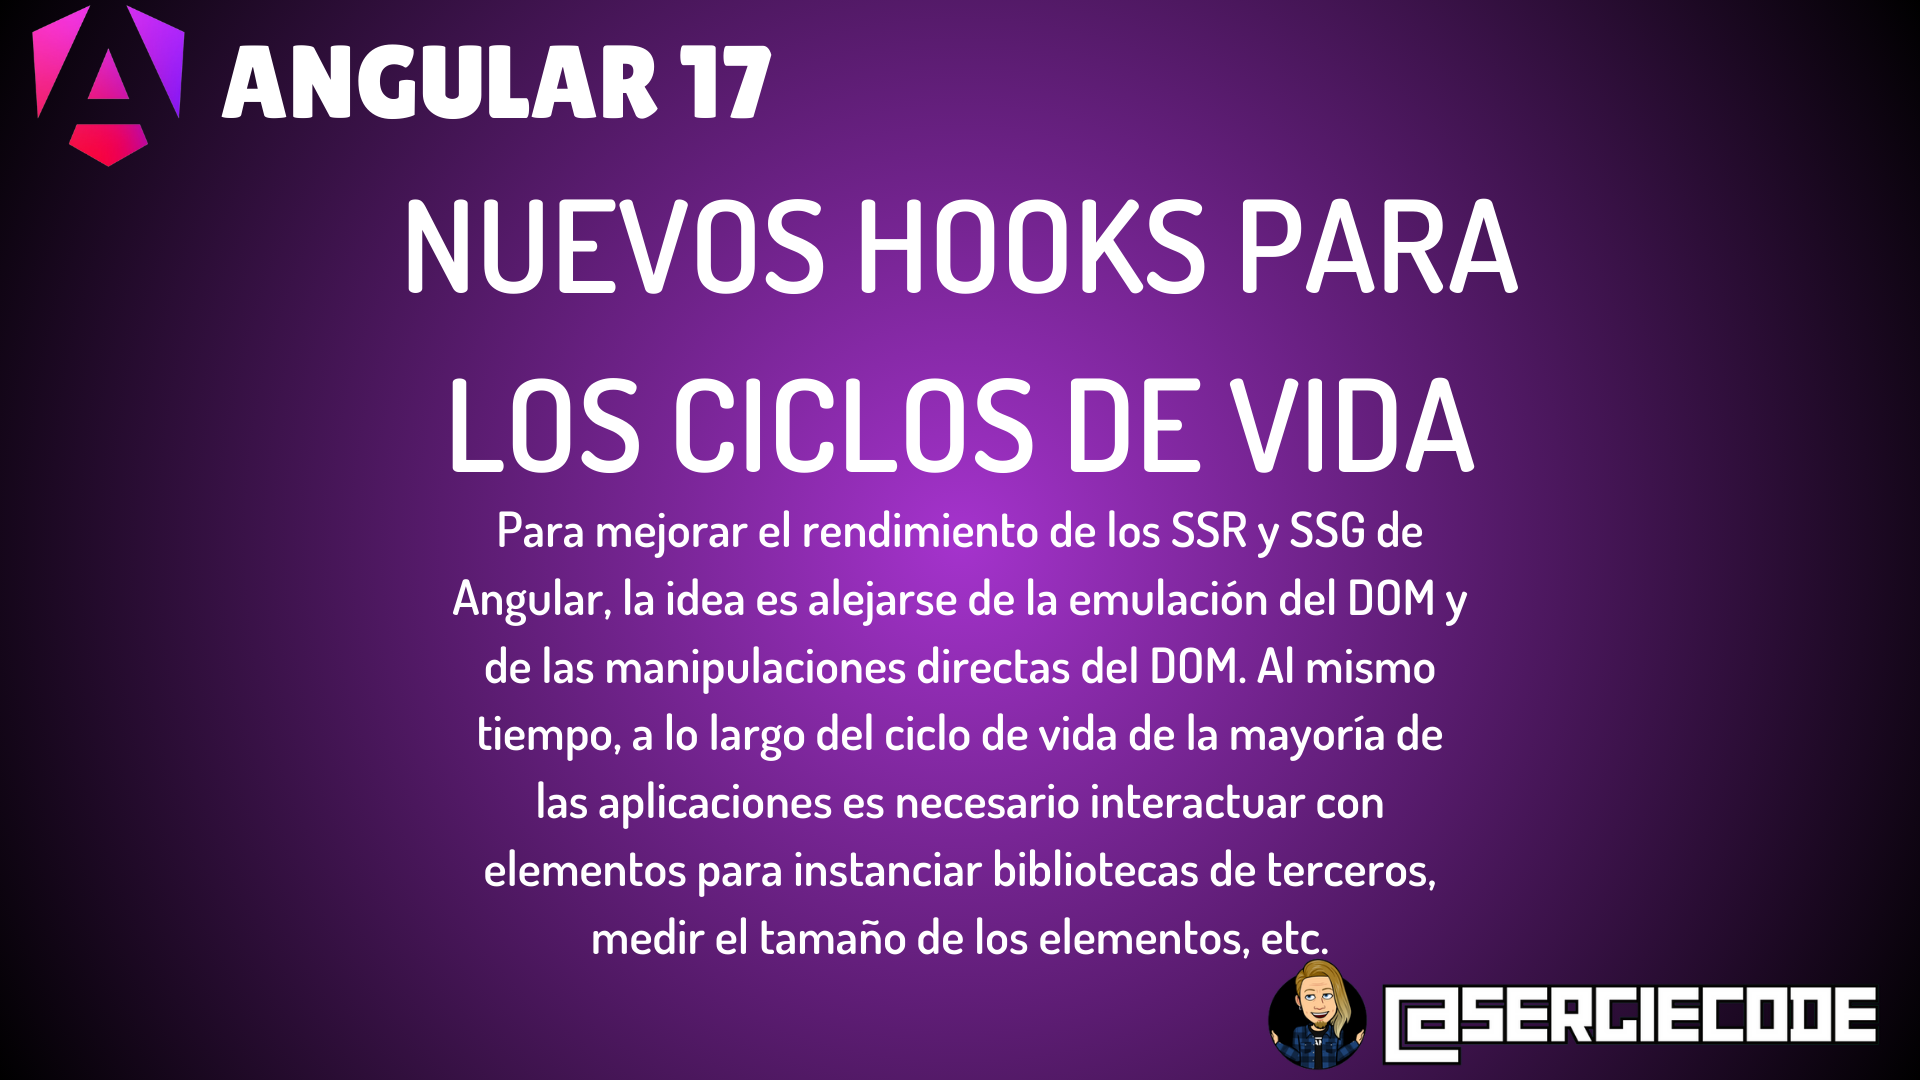 ANGULAR 17
NUEVOS HOOKS PARA
LOS CICLOS DE VIDA
Para mejorar el rendimiento de los SSR y SSG de
Angular, la idea es alejarse de la emulación del DOM y
de las manipulaciones directas del DOM. Al mismo
tiempo, a lo largo del ciclo de vida de la mayoría de
las aplicaciones es necesario interactuar con
elementos para instanciar bibliotecas de terceros,
medir el tamaño de los elementos, etc.
@SERGIECODE